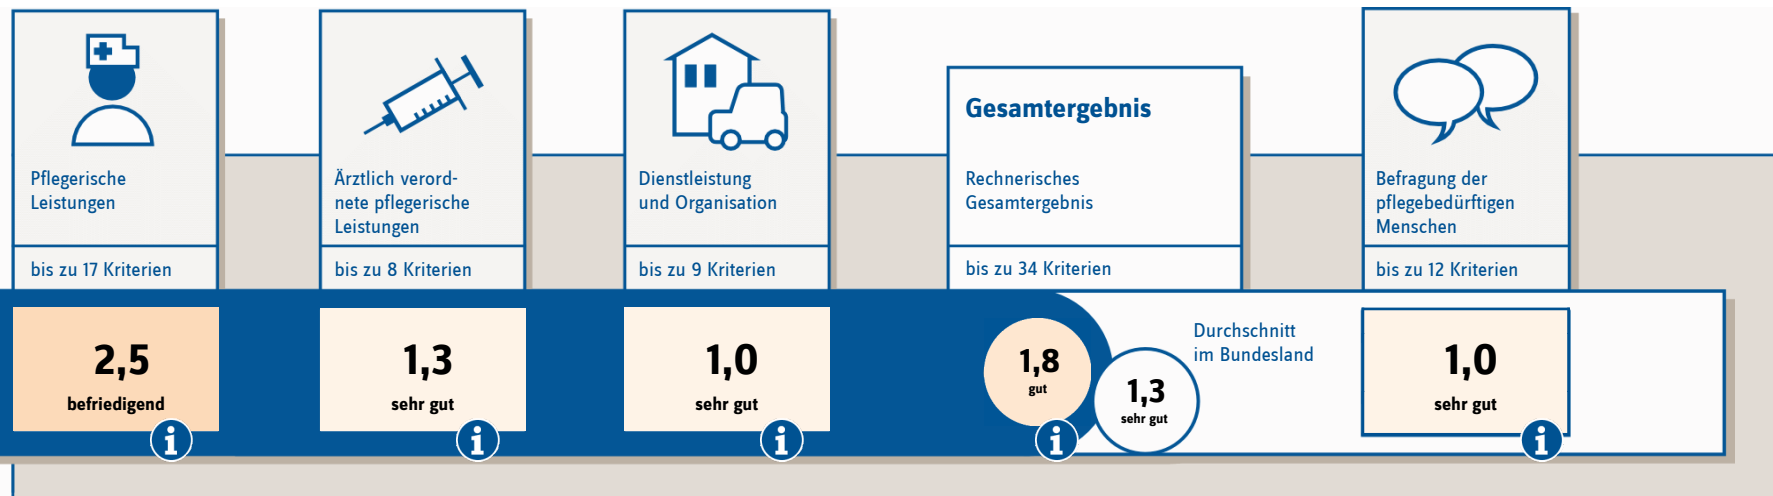 Pflegerische
Leistungen
bis zu 17 Kriterien
2,5
befriedigend
i
Ärztlich verord-
nete pflegerische
Leistungen
bis zu 8 Kriterien
1,3
sehr gut
i
Dienstleistung
und Organisation
bis zu 9 Kriterien
1,0
sehr gut
i
Gesamtergebnis
Rechnerisches
Gesamtergebnis
bis zu 34 Kriterien
1,8
gut
i
1,3
sehr gut
Durchschnitt
im Bundesland
Befragung der
pflegebedürftigen
Menschen
bis zu 12 Kriterien
1,0
sehr gut
i